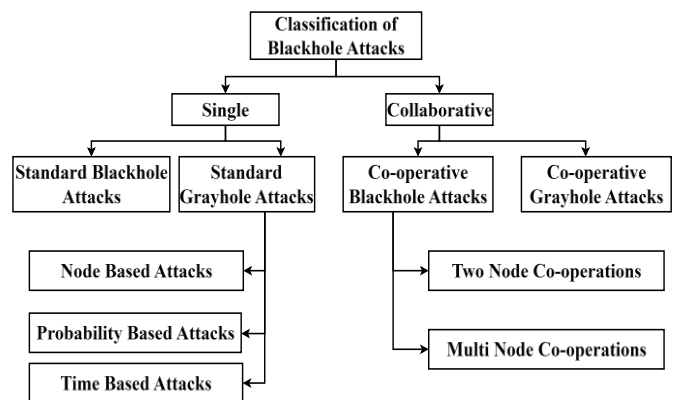 Classification of
Blackhole Attacks
Single
Collaborative
Standard Blackhole
Attacks
Standard
Grayhole Attacks
Co-operative
Blackhole Attacks
Co-operative
Grayhole Attacks
Node Based Attacks
Two Node Co-operations
Probability Based Attacks
Multi Node Co-operations
Time Based Attacks